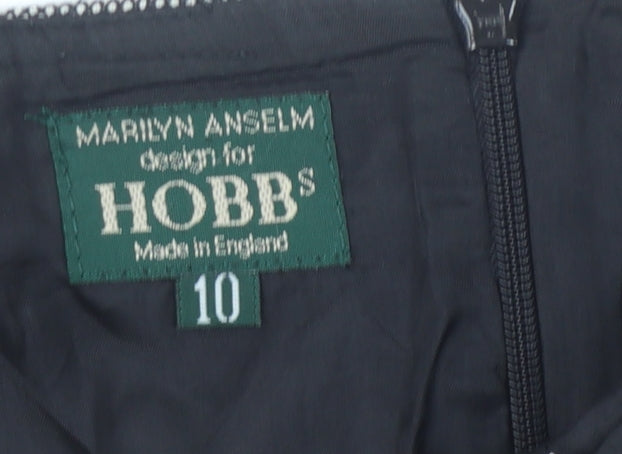 MARILYN ANSELM
design for
HOBBS
Made in England
10